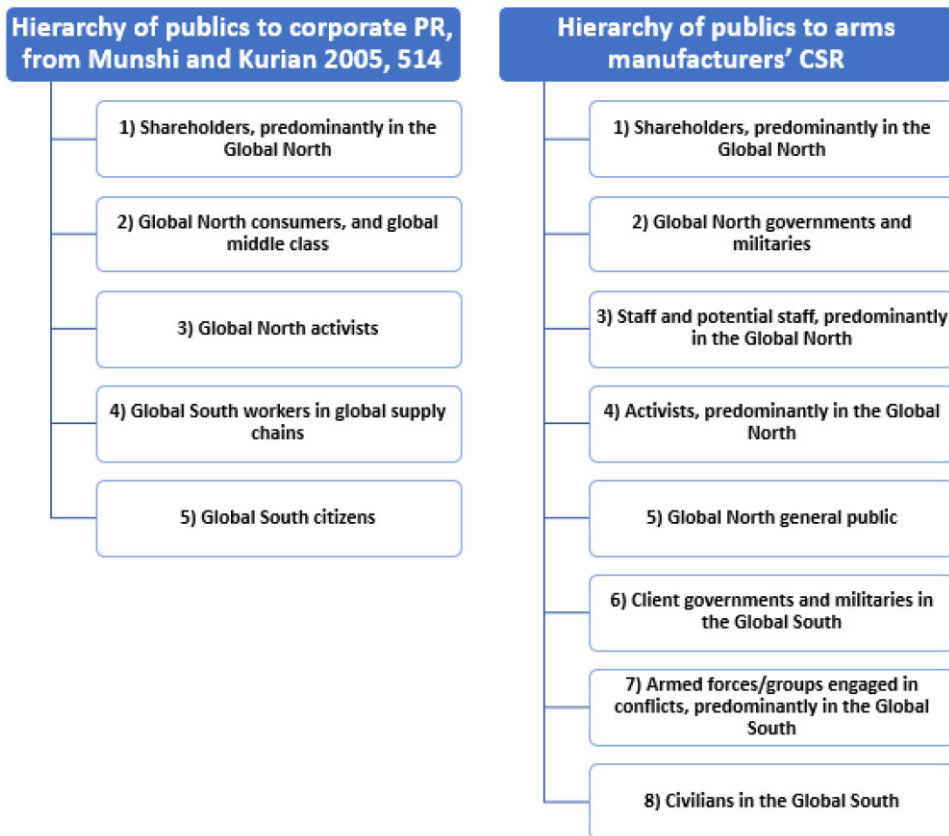 Hierarchy of publics to corporate PR,
from Munshi and Kurian 2005, 514
1) Shareholders, predominantly in the
Global North
2) Global North consumers, and global
middle class
3) Global North activists
4) Global South workers in global supply
chains
5) Global South citizens
Hierarchy of publics to arms
manufacturers' CSR
1) Shareholders, predominantly in the
Global North
2) Global North governments and
militaries
3) Staff and potential staff, predominantly
in the Global North
4) Activists, predominantly in the Global
North
5) Global North general public
6) Client governments and militaries in
the Global South
7) Armed forces/groups engaged in
conflicts, predominantly in the Global
South
8) Civilians in the Global South